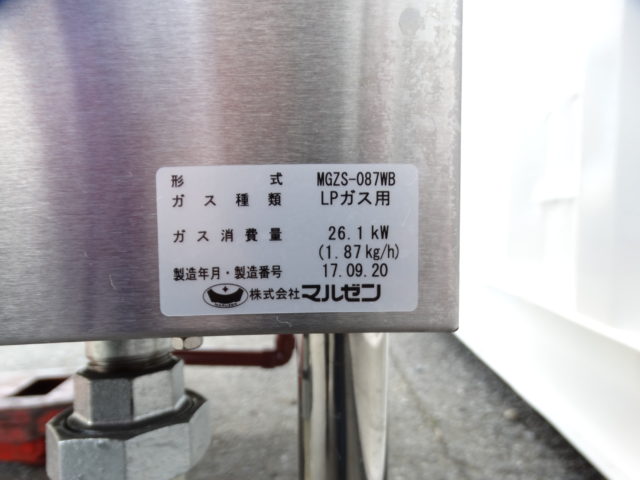 形式 MGZS-087WB
ガス種類 LPガス用
ガス消費量 26.1 kW
(1.87kg/h)
製造年月・製造番号 17.09.20
株式会社マルゼン